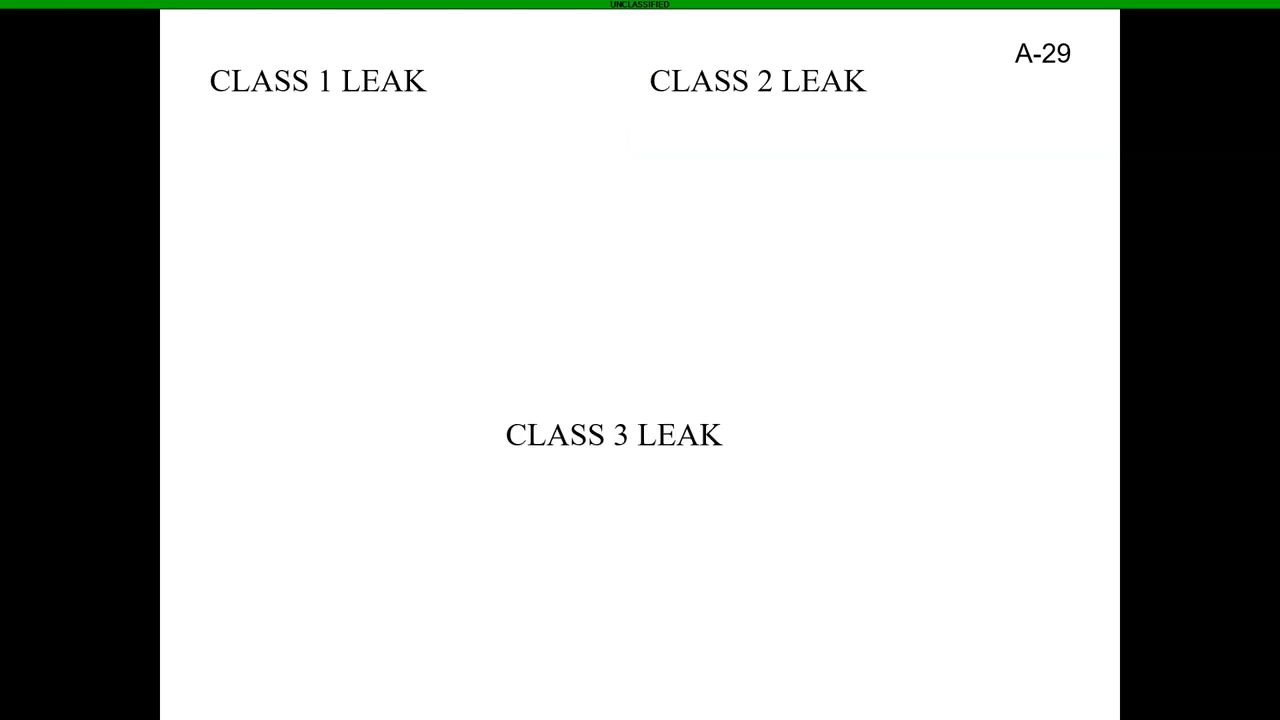 UNCLASSIFIED
A-29
CLASS 1 LEAK
CLASS 2 LEAK
CLASS 3 LEAK